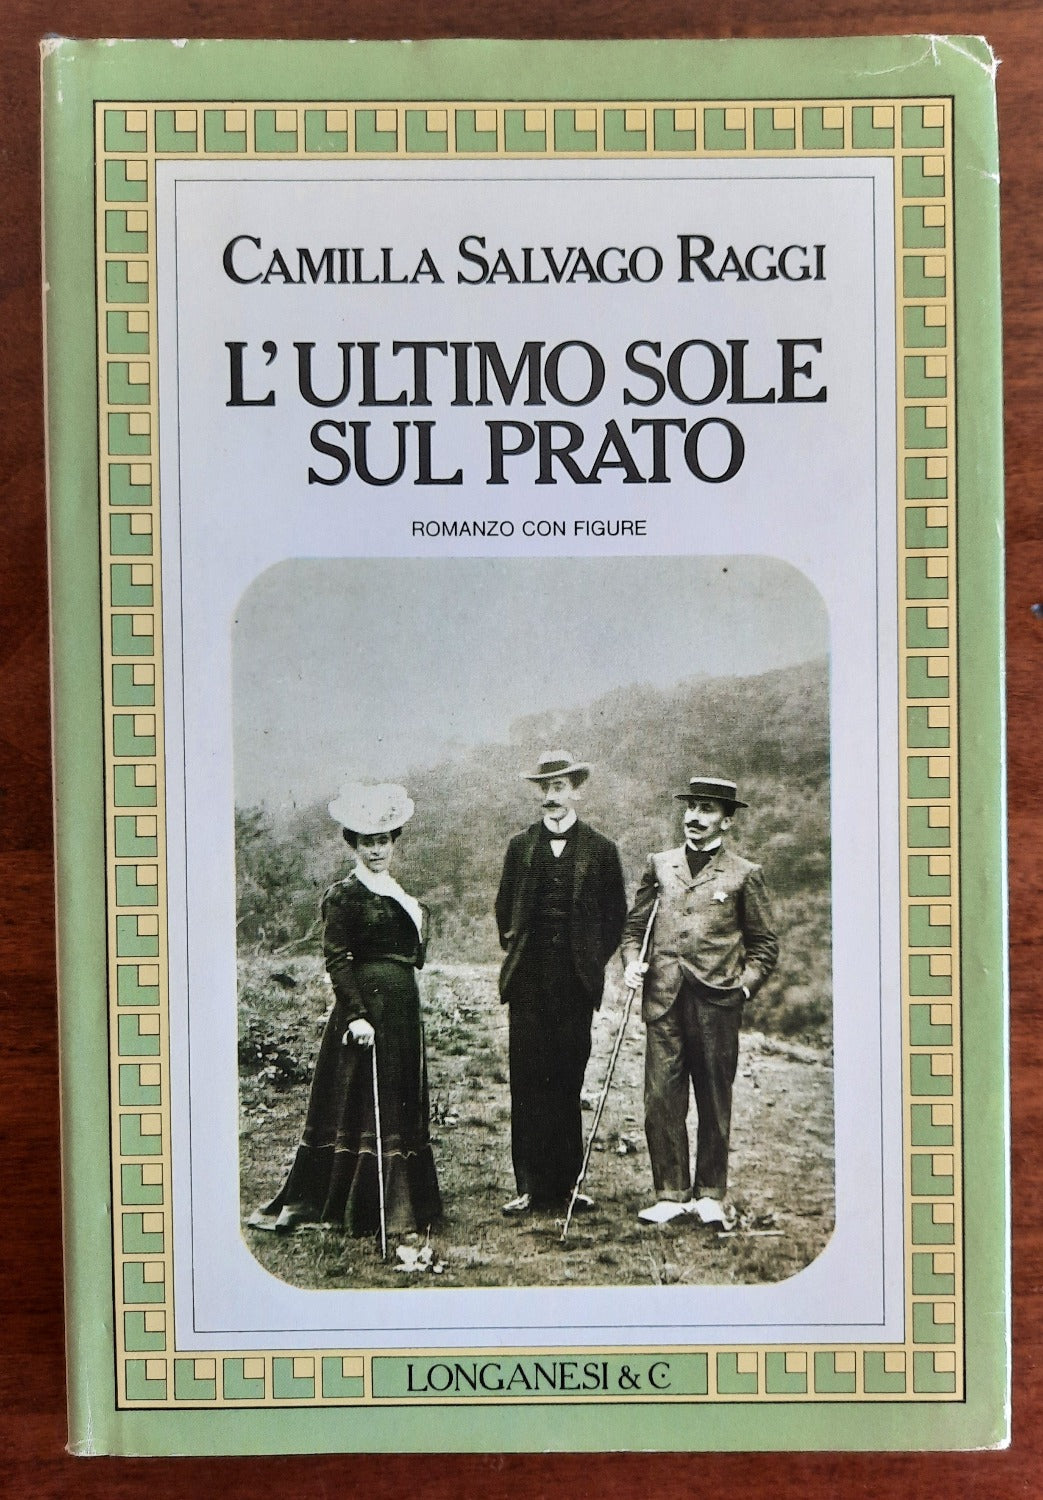 CAMILLA SALVAGO RAGGI
L'ULTIMO SOLE
SUL PRATO
ROMANZO CON FIGURE
LONGANESI & C.